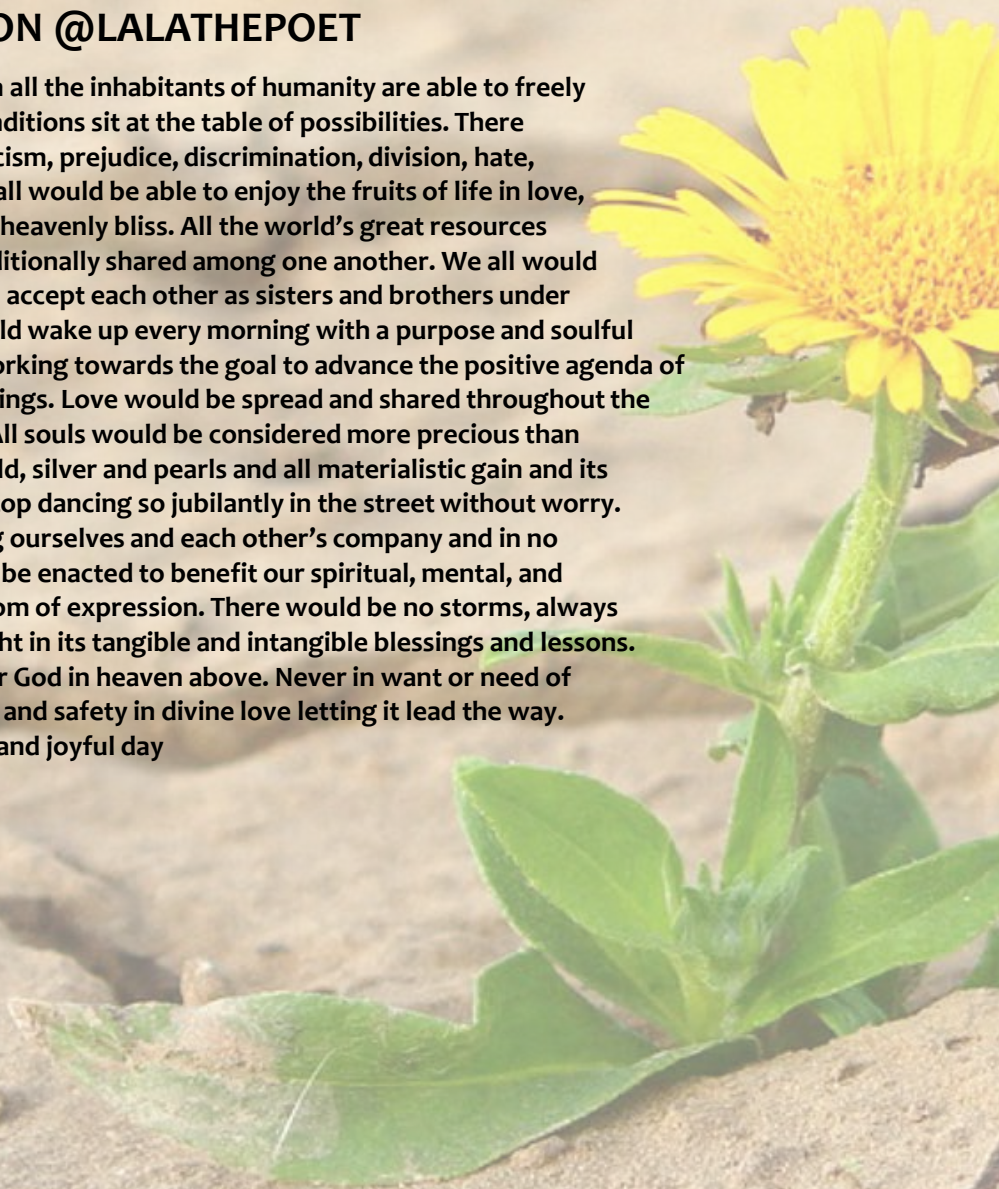 ON @LALATHEPOET
all the inhabitants of humanity are able to freely
ditions sit at the table of possibilities. There
cism, prejudice, discrimination, division, hate,
all would be able to enjoy the fruits of life in love,
heavenly bliss. All the world's great resources
ditionally shared among one another. We all would
accept each other as sisters and brothers under
ld wake up every morning with a purpose and soulful
orking towards the goal to advance the positive agenda of
ings. Love would be spread and shared throughout the
All souls would be considered more precious than
ld, silver and pearls and all materialistic gain and its
op dancing so jubilantly in the street without worry.
g ourselves and each other's company and in no
be enacted to benefit our spiritual, mental, and
om of expression. There would be no storms, always
ht in its tangible and intangible blessings and lessons.
r God in heaven above. Never in want or need of
and safety in divine love letting it lead the way.
and joyful day